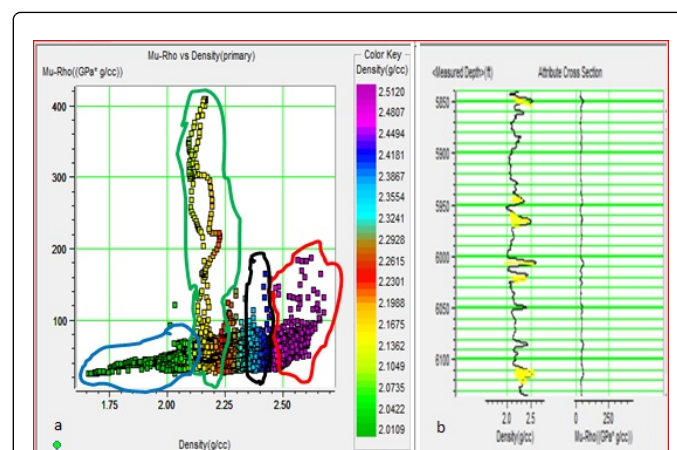 Mu-Rho vs Density(primary)
Mu-Rho((GPa* g/cc))
400
300
200
100
1.75 2.00 2.25 2.50
a
Density(g/cc)
Color Key
Density(g/cc)
2.5120
2.4807
2.4494
2.4181
2.3867
2.3554
2.3241
2.2928
2.2615
2.2301
2.1988
2.1675
2.1362
2.1049
2.0735
2.0422
2.0109
<Measured Depth>(ft) Attribute Cross Section
5850
5900
5950
6000
6050
6100
2.0 2.5 0 250
b
Density(g/cc) Mu-Rho((GPa* g/cc))